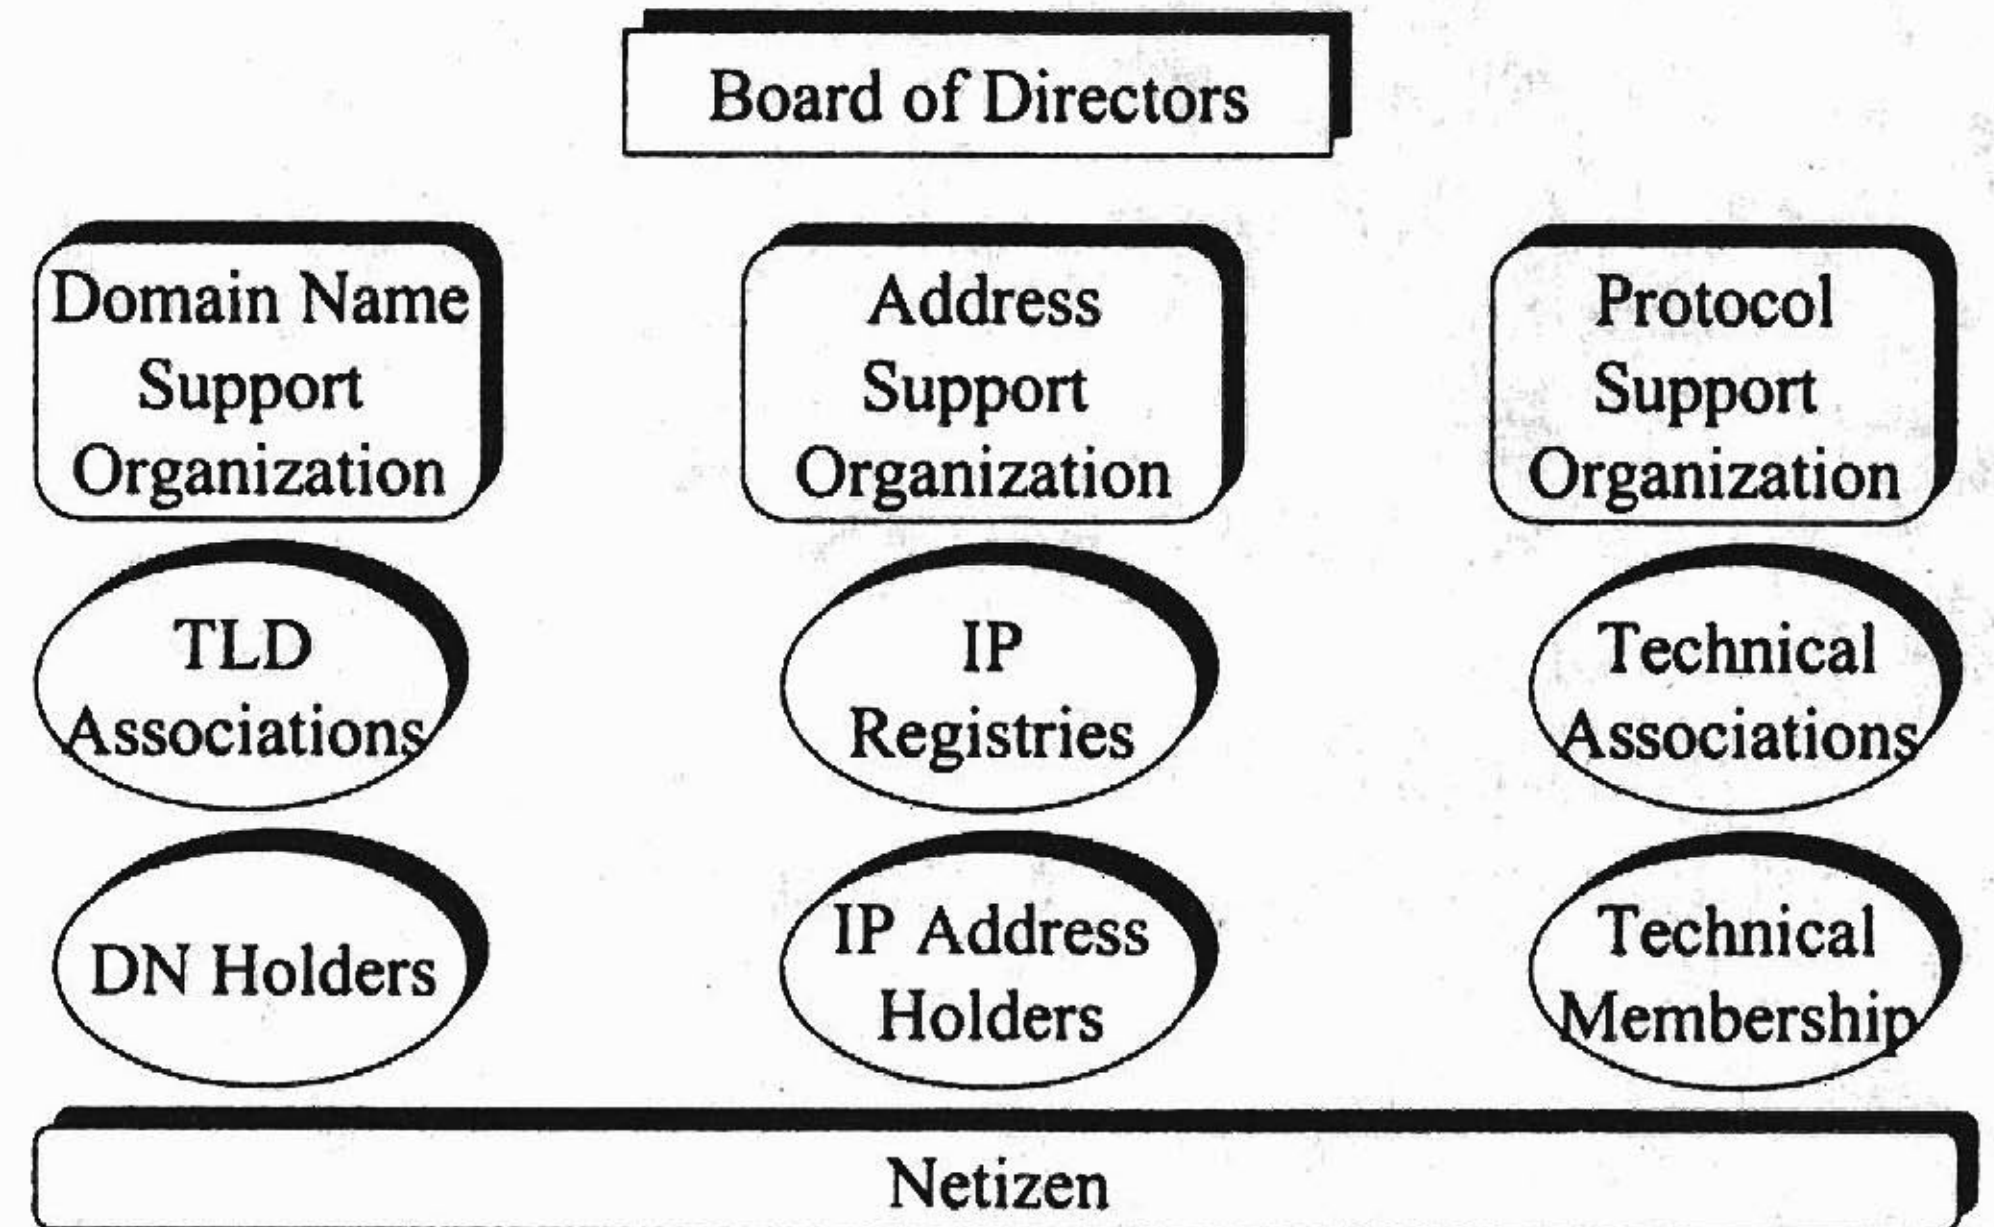 Board of Directors
Domain Name
Support
Organization
Address
Support
Organization
Protocol
Support
Organization
TLD
Associations
IP
Registries
Technical
Associations
DN Holders
IP Address
Holders
Technical
Membership
Netizen